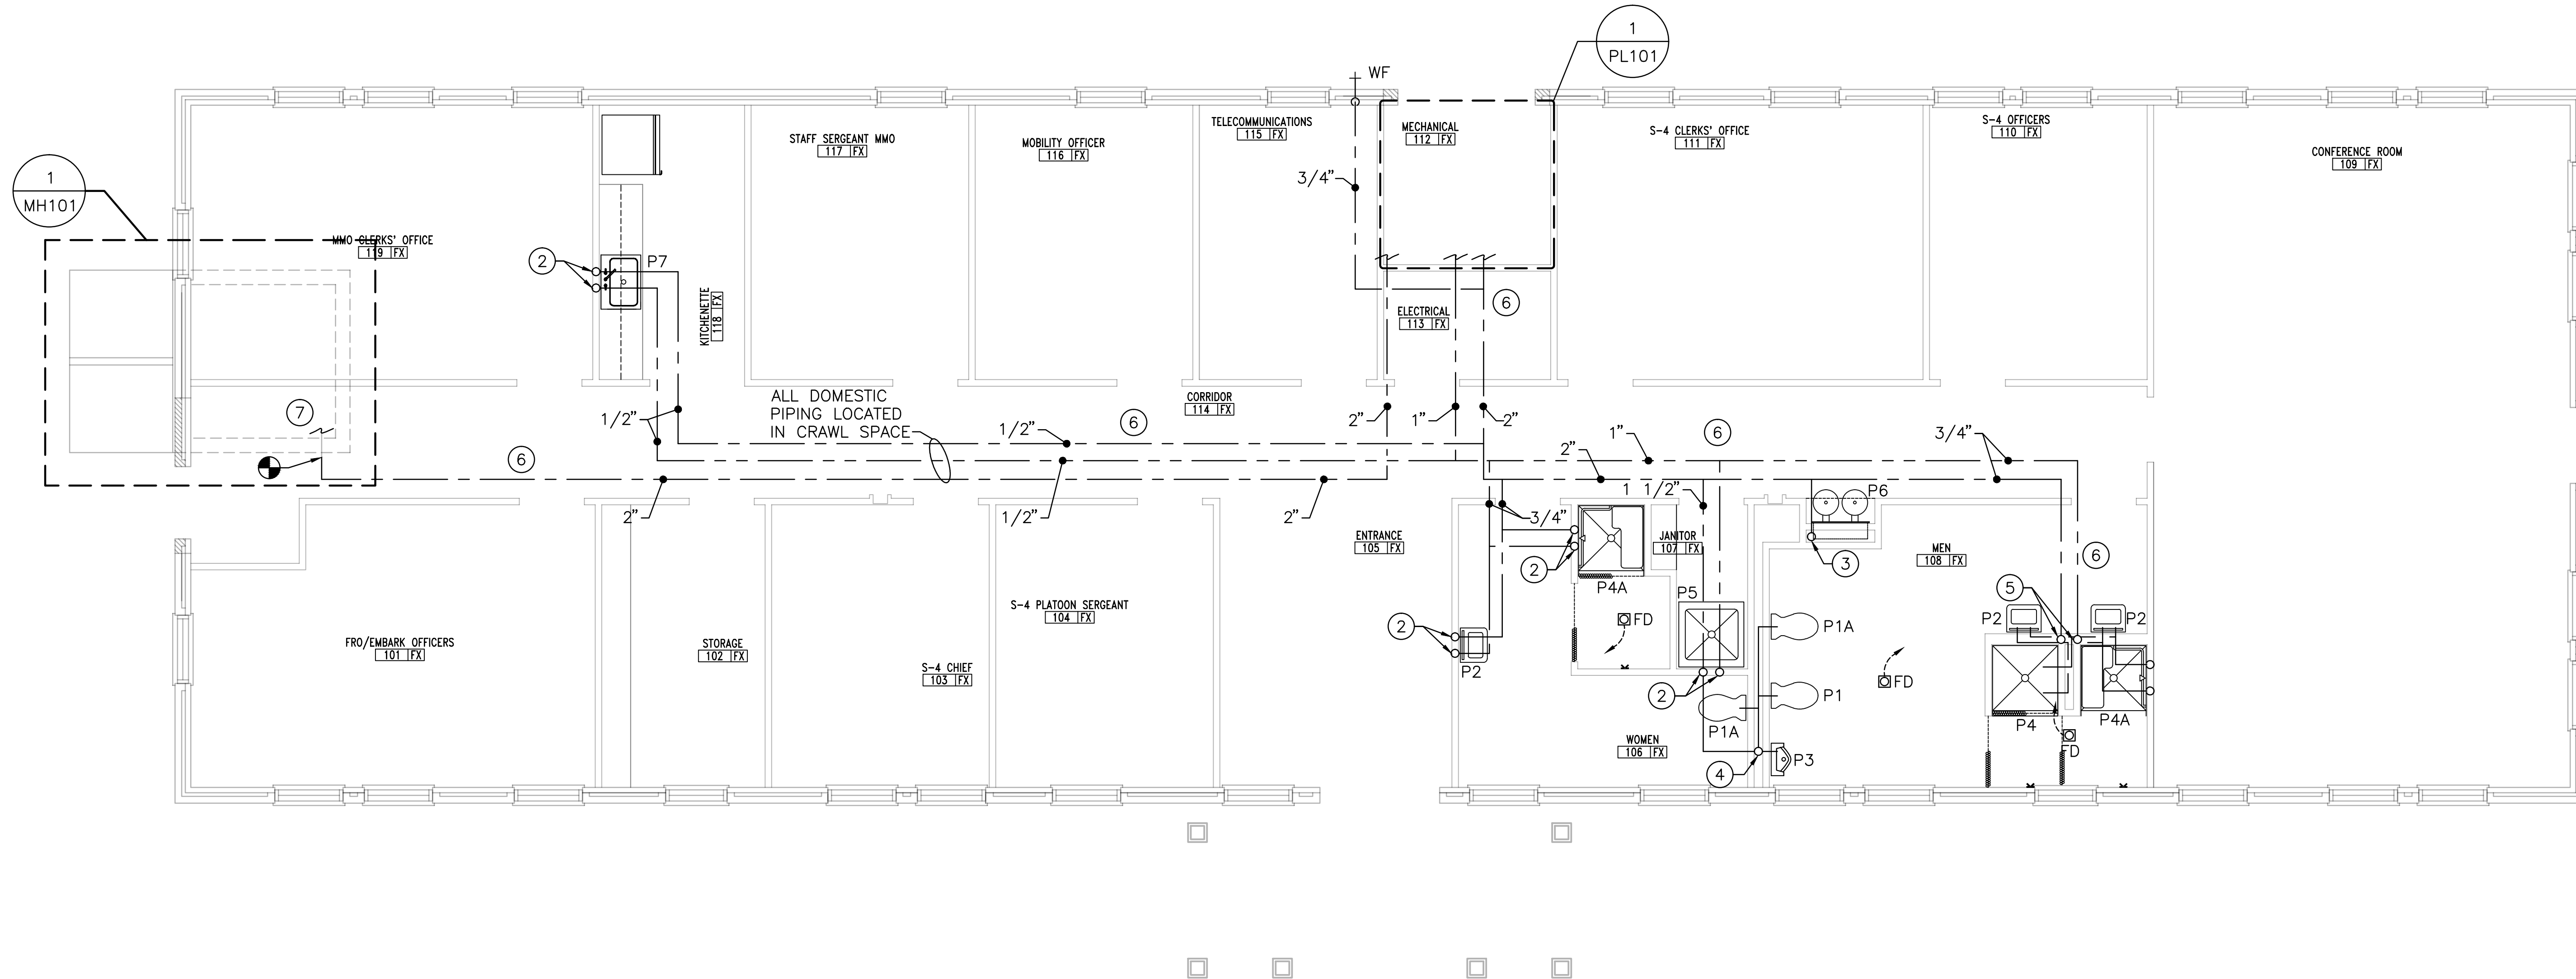 1
PL101
WF
TELECOMMUNICATIONS
115 FX
MECHANICAL
112 FX
S-4 CLERKS' OFFICE
111 FX
S-4 OFFICERS
110 FX
CONFERENCE ROOM
109 FX
STAFF SERGEANT MMO
117 FX
MOBILITY OFFICER
116 FX
1
MH101
3/4"
MMO CLERKS' OFFICE
119 FX
2
P7
KITCHENETTE
118 FX
6
ELECTRICAL
113 FX
ALL DOMESTIC
PIPING LOCATED
IN CRAWL SPACE
CORRIDOR
114 FX
7
1/2"
1/2"
6
2"
1"
2"
6
1"
6
3/4"
2"
2"
1/2"
2"
1 1/2"
P6
3/4"
ENTRANCE
105 FX
JANITOR
107 FX
MEN
108 FX
6
3
2
P4A
P5
5
S-4 PLATOON SERGEANT
104 FX
FD
P2
P2
2
P1A
FRO/EMBARK OFFICERS
101 FX
STORAGE
102 FX
S-4 CHIEF
103 FX
P2
FD
2
P1
P4
P4A
P1A
WOMEN
106 FX
FD
P3
4